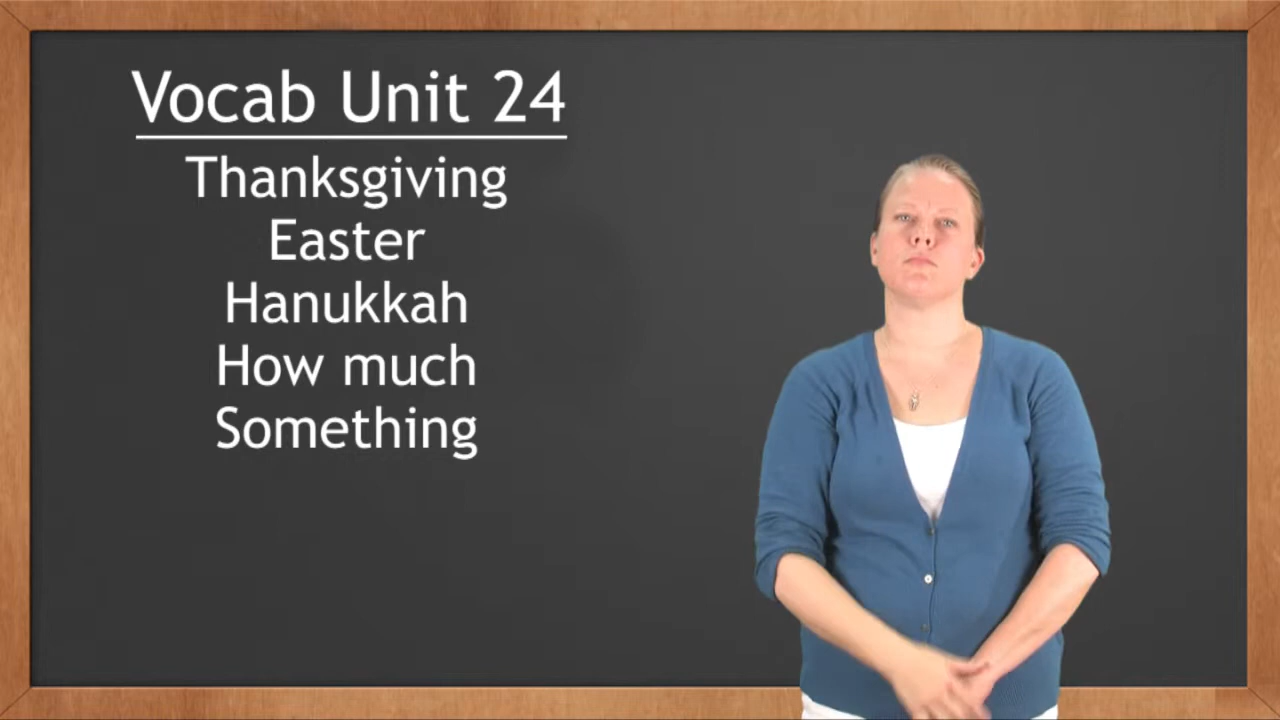 Vocab Unit 24
Thanksgiving
Easter
Hanukkah
How much
Something